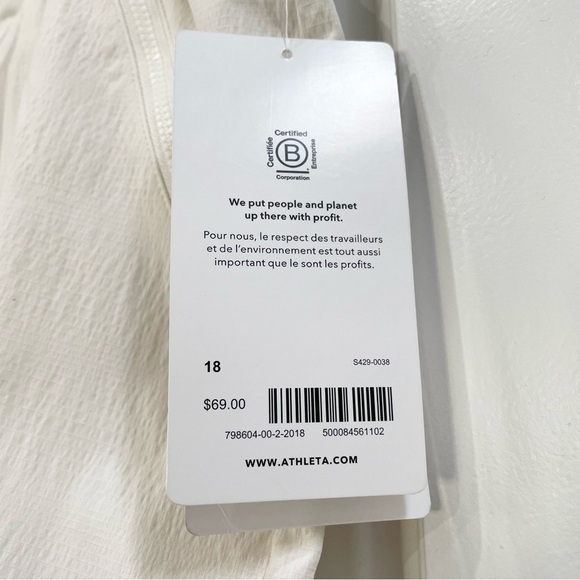 Certified
Certifiée
B
Entreprise
Corporation
We put people and planet
up there with profit.
Pour nous, le respect des travailleurs
et de l'environnement est tout aussi
important que le sont les profits.
18 S429-0038
$69.00
798604-00-2-2018 500084561102
WWW.ATHLETA.COM